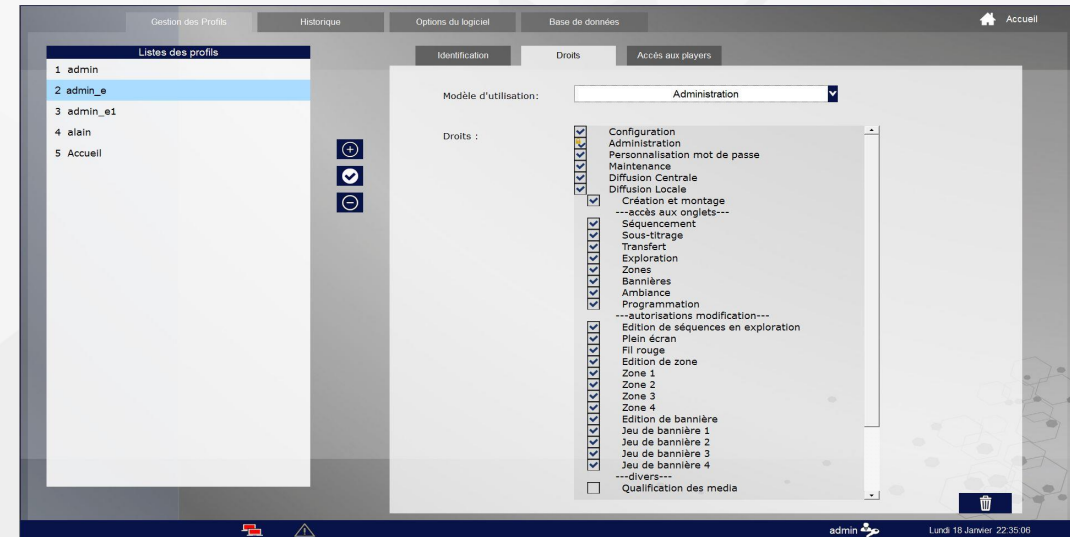 Gestion des Profils Historique Options du logiciel Base de données Accueil
Listes des profils
1 admin
2 admin_e
3 admin_e1
4 alain
5 Accueil
Identification Droits Accès aux players
Modèle d'utilisation: Administration
Droits :
Configuration
Administration
Personnalisation mot de passe
Maintenance
Diffusion Centrale
Diffusion Locale
Création et montage
---accès aux onglets---
Séquencement
Sous-titrage
Transfert
Exploration
Zones
Bannières
Ambiance
Programmation
---autorisations modification---
Edition de séquences en exploration
Plein écran
Fil rouge
Edition de zone
Zone 1
Zone 2
Zone 3
Zone 4
Edition de bannière
Jeu de bannière 1
Jeu de bannière 2
Jeu de bannière 3
Jeu de bannière 4
---divers---
Qualification des media
admin Lundi 18 Janvier 22:35:06